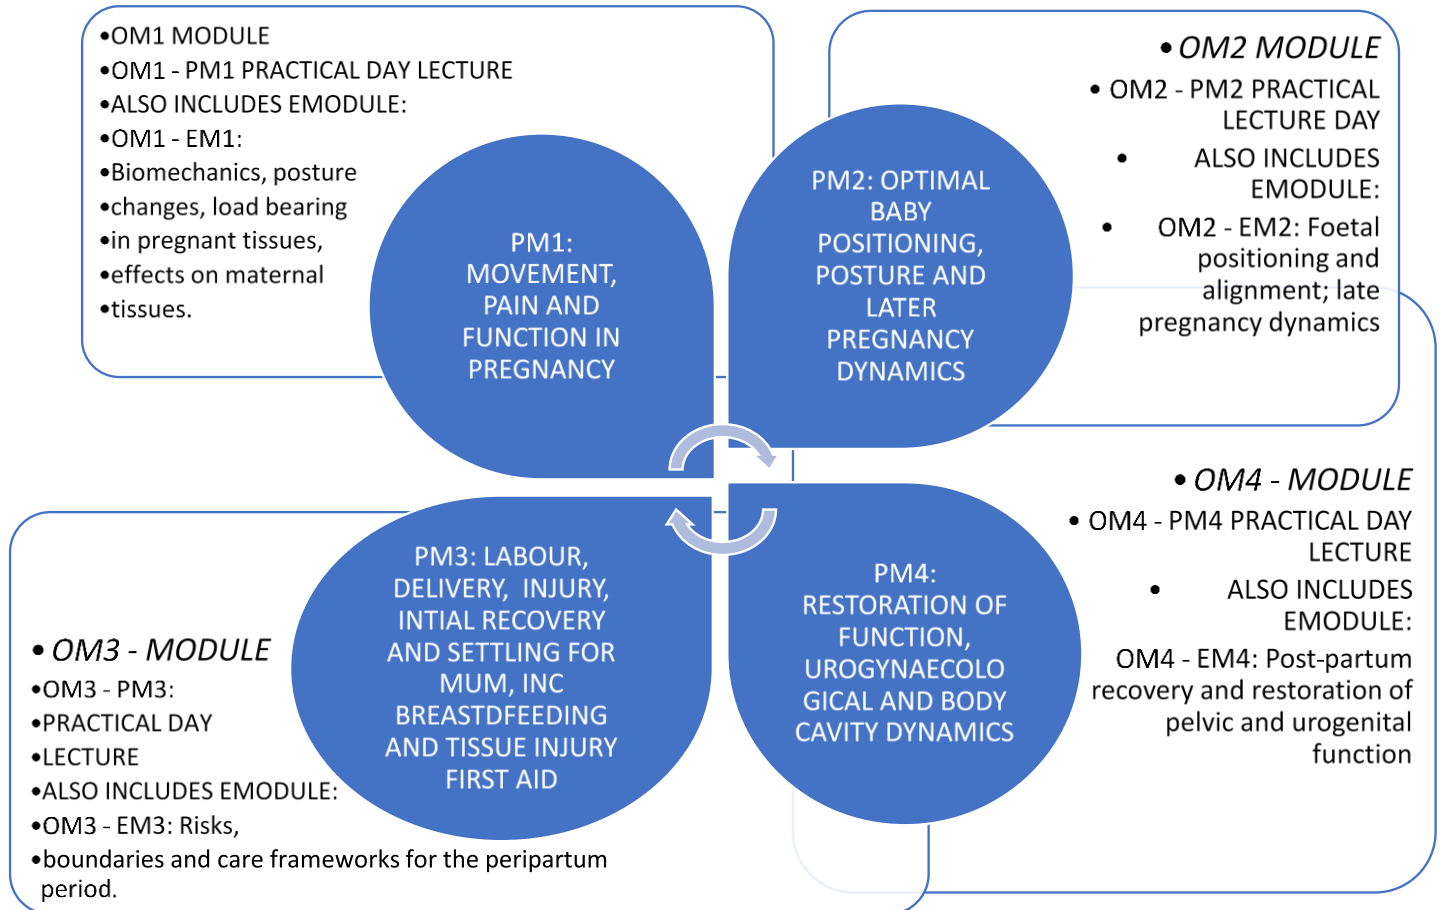 •OM1 MODULE
•OM1 - PM1 PRACTICAL DAY LECTURE
•ALSO INCLUDES EMODULE:
•OM1 - EM1:
•Biomechanics, posture
•changes, load bearing
•in pregnant tissues,
•effects on maternal
•tissues.
PM1:
MOVEMENT,
PAIN AND
FUNCTION IN
PREGNANCY
PM2: OPTIMAL
BABY
POSITIONING,
POSTURE AND
LATER
PREGNANCY
DYNAMICS
• OM2 MODULE
• OM2 - PM2 PRACTICAL
LECTURE DAY
• ALSO INCLUDES
EMODULE:
• OM2 - EM2: Foetal
positioning and
alignment; late
pregnancy dynamics
PM3: LABOUR,
DELIVERY, INJURY,
INTIAL RECOVERY
AND SETTLING FOR
MUM, INC
BREASTDFEEDING
AND TISSUE INJURY
FIRST AID
• OM3 - MODULE
•OM3 - PM3:
•PRACTICAL DAY
•LECTURE
•ALSO INCLUDES EMODULE:
•OM3 - EM3: Risks,
•boundaries and care frameworks for the peripartum
period.
PM4:
RESTORATION OF
FUNCTION,
UROGYNAECOLO
GICAL AND BODY
CAVITY DYNAMICS
• OM4 - MODULE
• OM4 - PM4 PRACTICAL DAY
LECTURE
• ALSO INCLUDES
EMODULE:
OM4 - EM4: Post-partum
recovery and restoration of
pelvic and urogenital
function